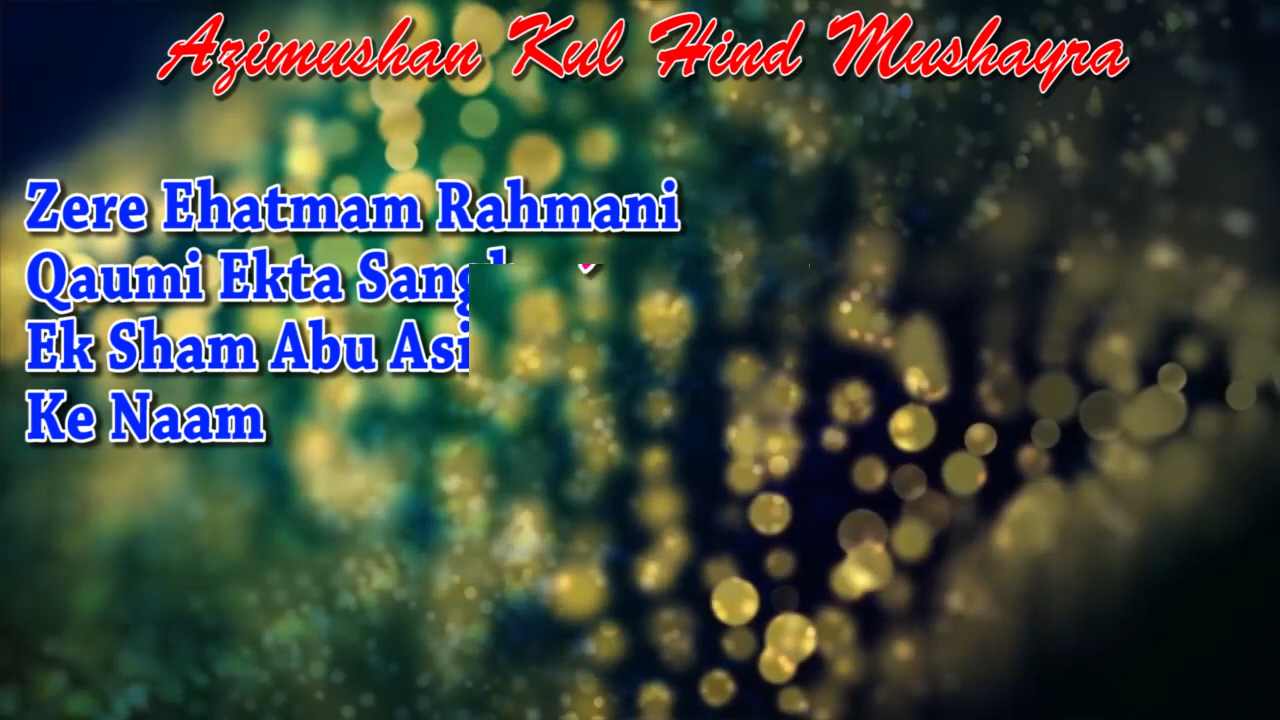 Azimushan Kul Hind Mushayra
Zere Ehatmam Rahmani
Qaumi Ekta
Ek Sham Abu
Ke Naam